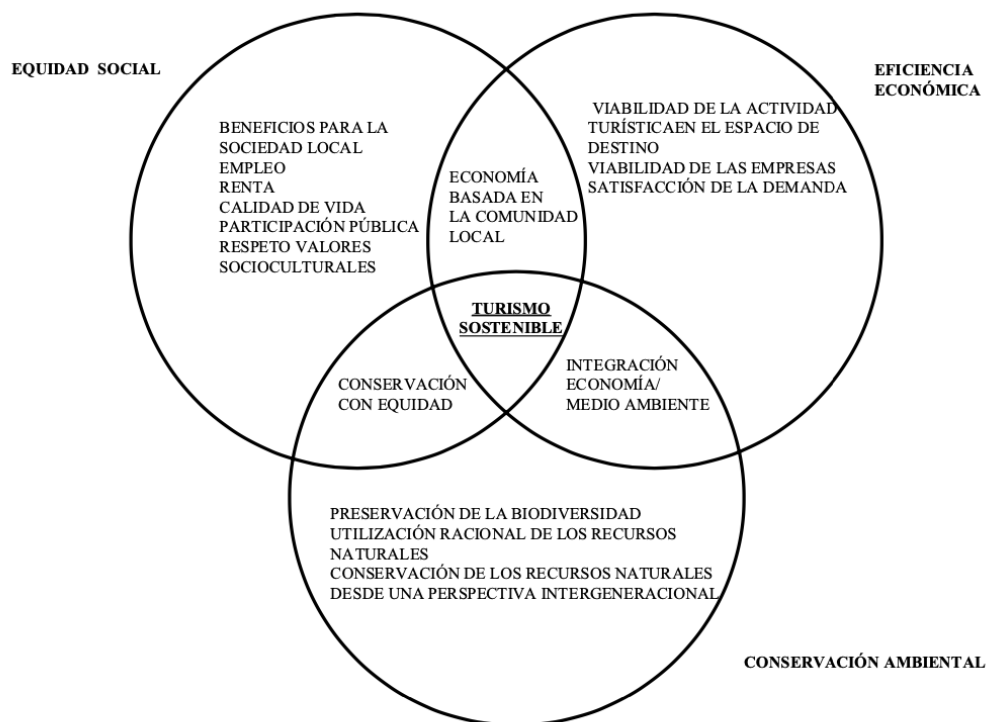 EQUIDAD SOCIAL
EFICIENCIA
ECONÓMICA
BENEFICIOS PARA LA
SOCIEDAD LOCAL
EMPLEO
RENTA
CALIDAD DE VIDA
PARTICIPACIÓN PÚBLICA
RESPETO VALORES
SOCIOCULTURALES
ECONOMÍA
BASADA EN
LA COMUNIDAD
LOCAL
VIABILIDAD DE LA ACTIVIDAD
TURÍSTICAEN EL ESPACIO DE
DESTINO
VIABILIDAD DE LAS EMPRESAS
SATISFACCIÓN DE LA DEMANDA
TURISMO
SOSTENIBLE
CONSERVACIÓN
CON EQUIDAD
INTEGRACIÓN
ECONOMÍA/
MEDIO AMBIENTE
PRESERVACIÓN DE LA BIODIVERSIDAD
UTILIZACIÓN RACIONAL DE LOS RECURSOS
NATURALES
CONSERVACIÓN DE LOS RECURSOS NATURALES
DESDE UNA PERSPECTIVA INTERGENERACIONAL
CONSERVACIÓN AMBIENTAL